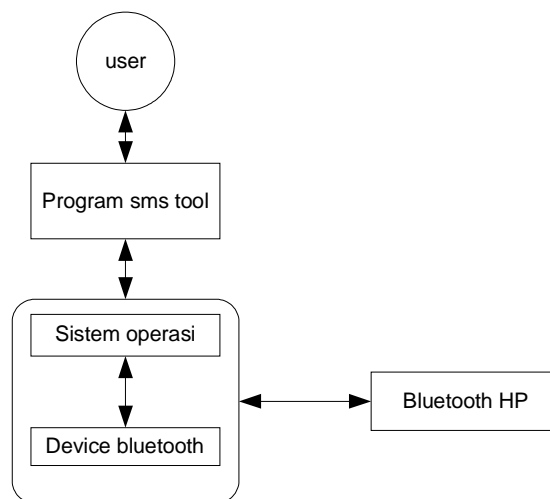 user
Program sms tool
Sistem operasi
Bluetooth HP
Device bluetooth